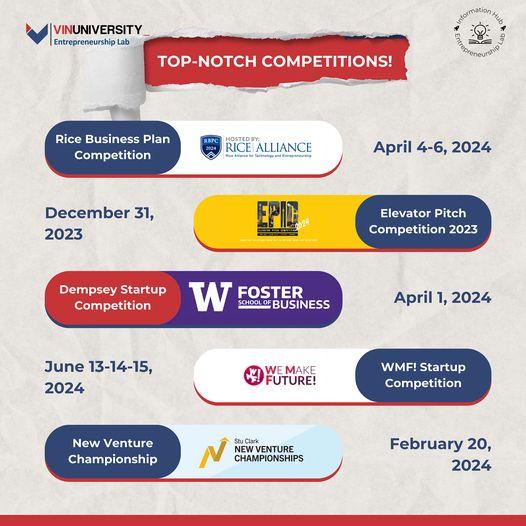 VINUNIVERSITY
Entrepreneurship Lab
Information Hub
Entrepreneurship Lab
TOP-NOTCH COMPETITIONS!
Rice Business Plan
Competition
RBPC
2024
HOSTED BY:
RICE ALLIANCE
Rice Alliance for Technology and Entrepreneurship
April 4-6, 2024
December 31,
2023
EPIC
2024
Elevator Pitch
Competition 2023
Dempsey Startup
Competition
W FOSTER
SCHOOL OF BUSINESS
April 1, 2024
June 13-14-15,
2024
WE MAKE
FUTURE!
WMF! Startup
Competition
New Venture
Championship
Stu Clark
NEW VENTURE
CHAMPIONSHIPS
February 20,
2024